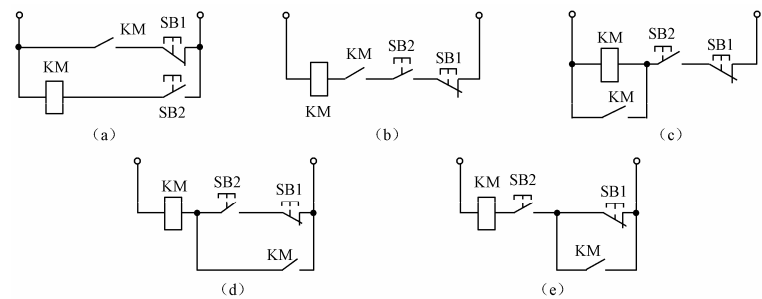 KM SB1
KM SB2
（a）
KM SB2 SB1
KM
（b）
KM SB2 SB1
KM
（c）
KM SB2 SB1
KM
（d）
KM SB2 SB1
KM
（e）